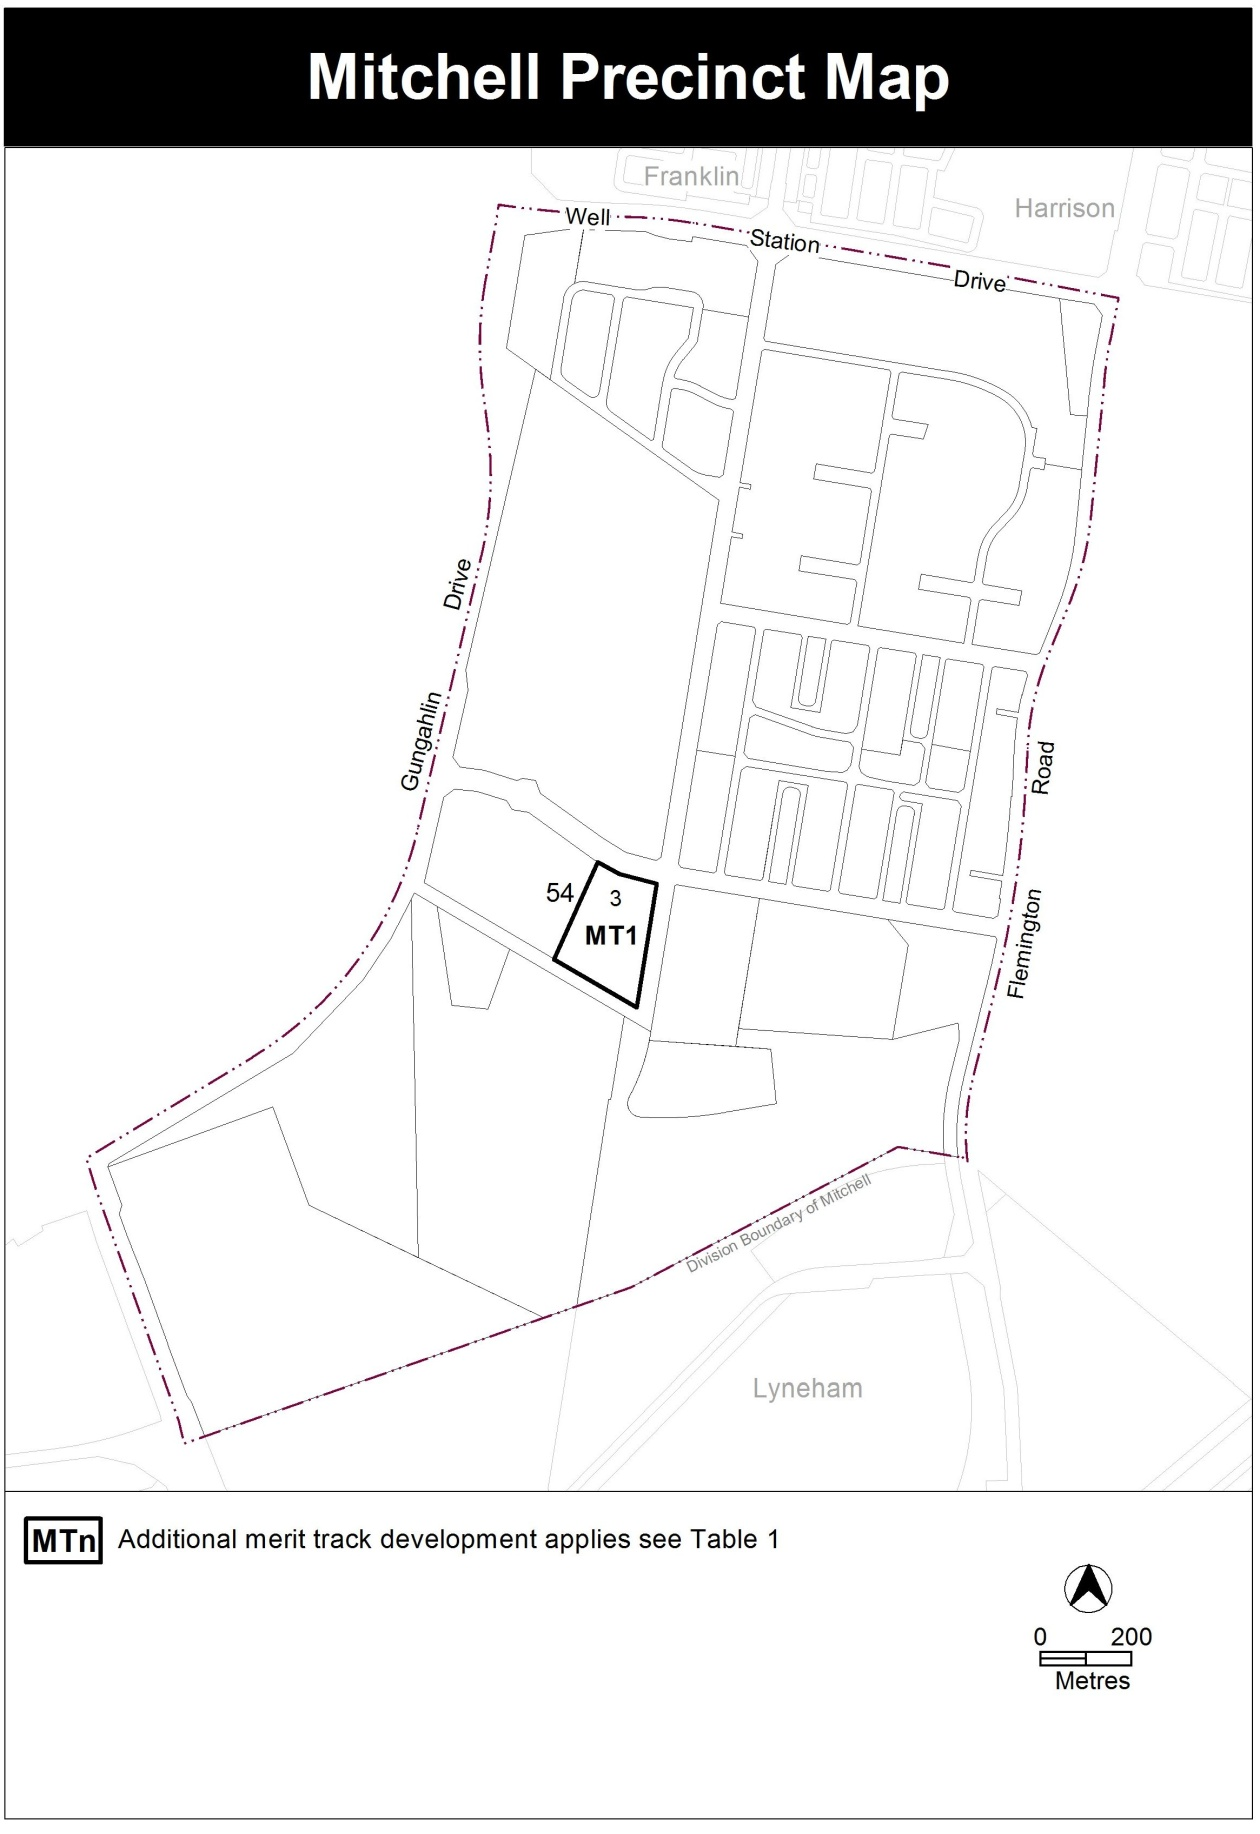 Mitchell Precinct Map
Franklin
Harrison
Well
Station
Drive
Drive
Gungahlin
Road
Flemington
54
3
MT1
Division Boundary of Mitchell
Lyneham
MTn Additional merit track development applies see Table 1
0 200
Metres